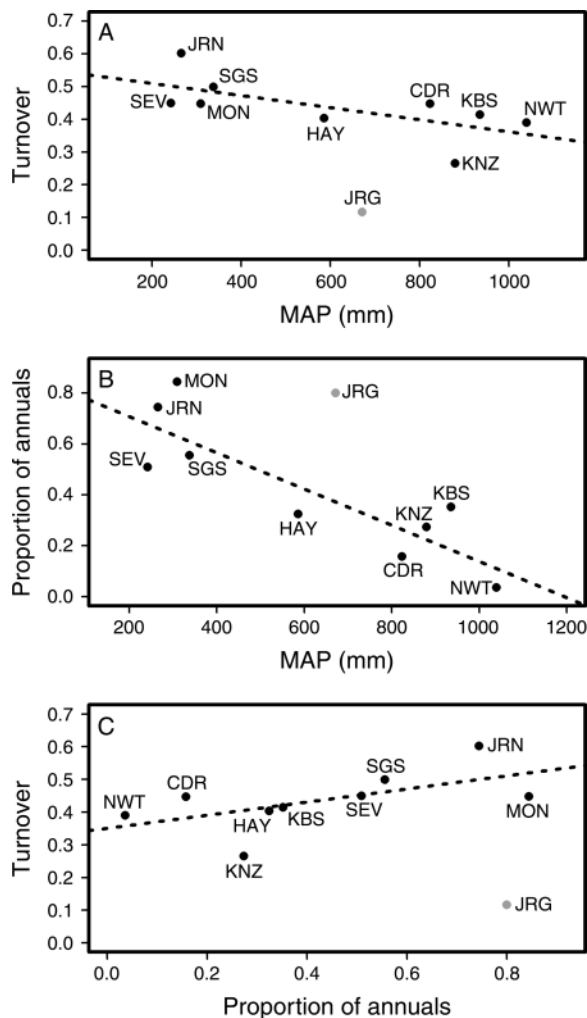 A
Turnover
0.7
0.6
0.5
0.4
0.3
0.2
0.1
0.0
JRN
SGS
SEV
MON
HAY
CDR
KBS
NWT
KNZ
JRG
200 400 600 800 1000
MAP (mm)
B
Proportion of annuals
0.8
0.6
0.4
0.2
0.0
MON
JRN
JRG
SEV
SGS
HAY
KNZ
KBS
CDR
NWT
200 400 600 800 1000 1200
MAP (mm)
C
Turnover
0.7
0.6
0.5
0.4
0.3
0.2
0.1
0.0
JRN
SGS
CDR
NWT
HAY
KBS
SEV
MON
KNZ
JRG
0.0 0.2 0.4 0.6 0.8
Proportion of annuals